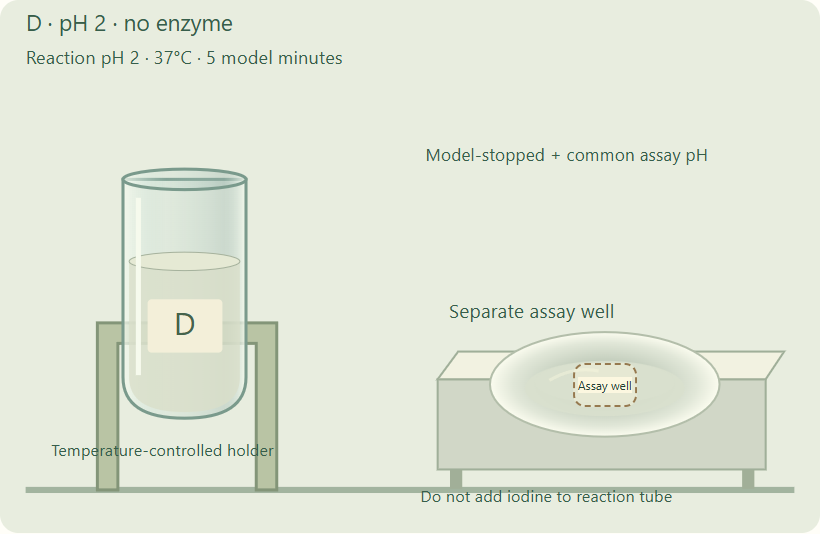 D · pH 2 · no enzyme
Reaction pH 2 · 37°C · 5 model minutes
Model-stopped + common assay pH
Separate assay well
D
Assay well
Temperature-controlled holder
Do not add iodine to reaction tube